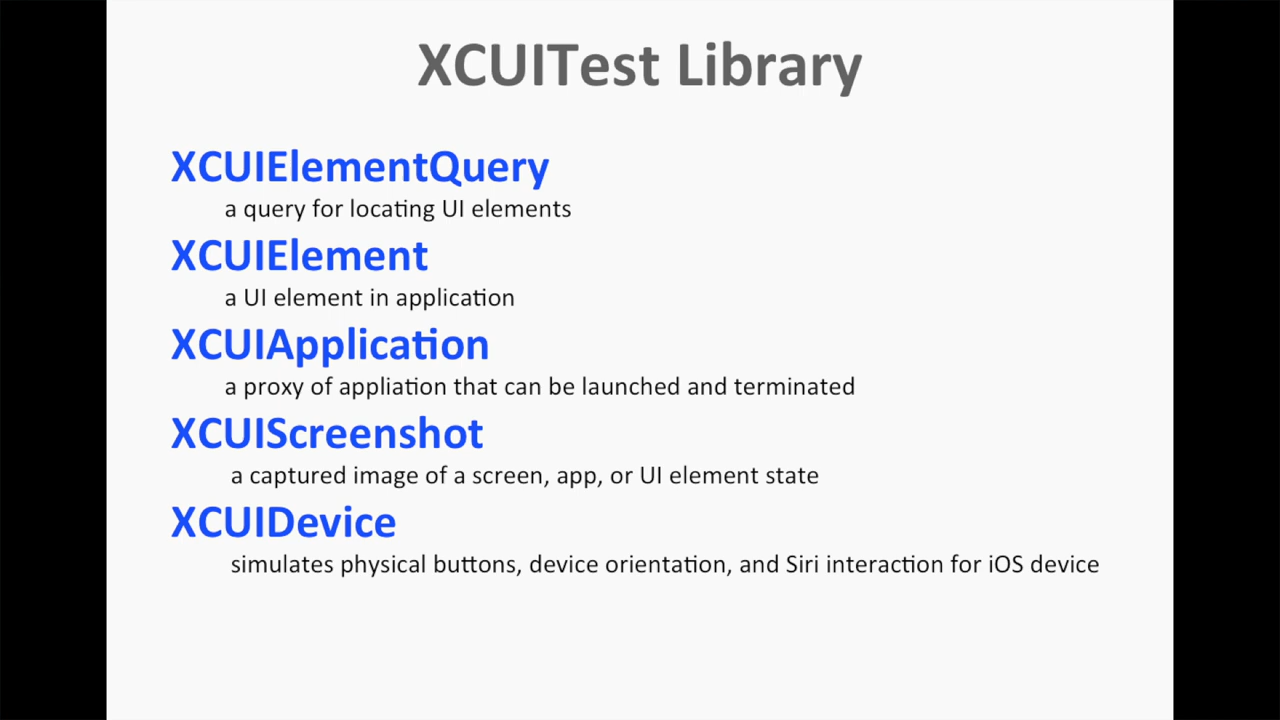 XCUITest Library
XCUIElementQuery
a query for locating UI elements
XCUIElement
a UI element in application
XCUIApplication
a proxy of appliation that can be launched and terminated
XCUIScreenshot
a captured image of a screen, app, or UI element state
XCUIDevice
simulates physical buttons, device orientation, and Siri interaction for iOS device